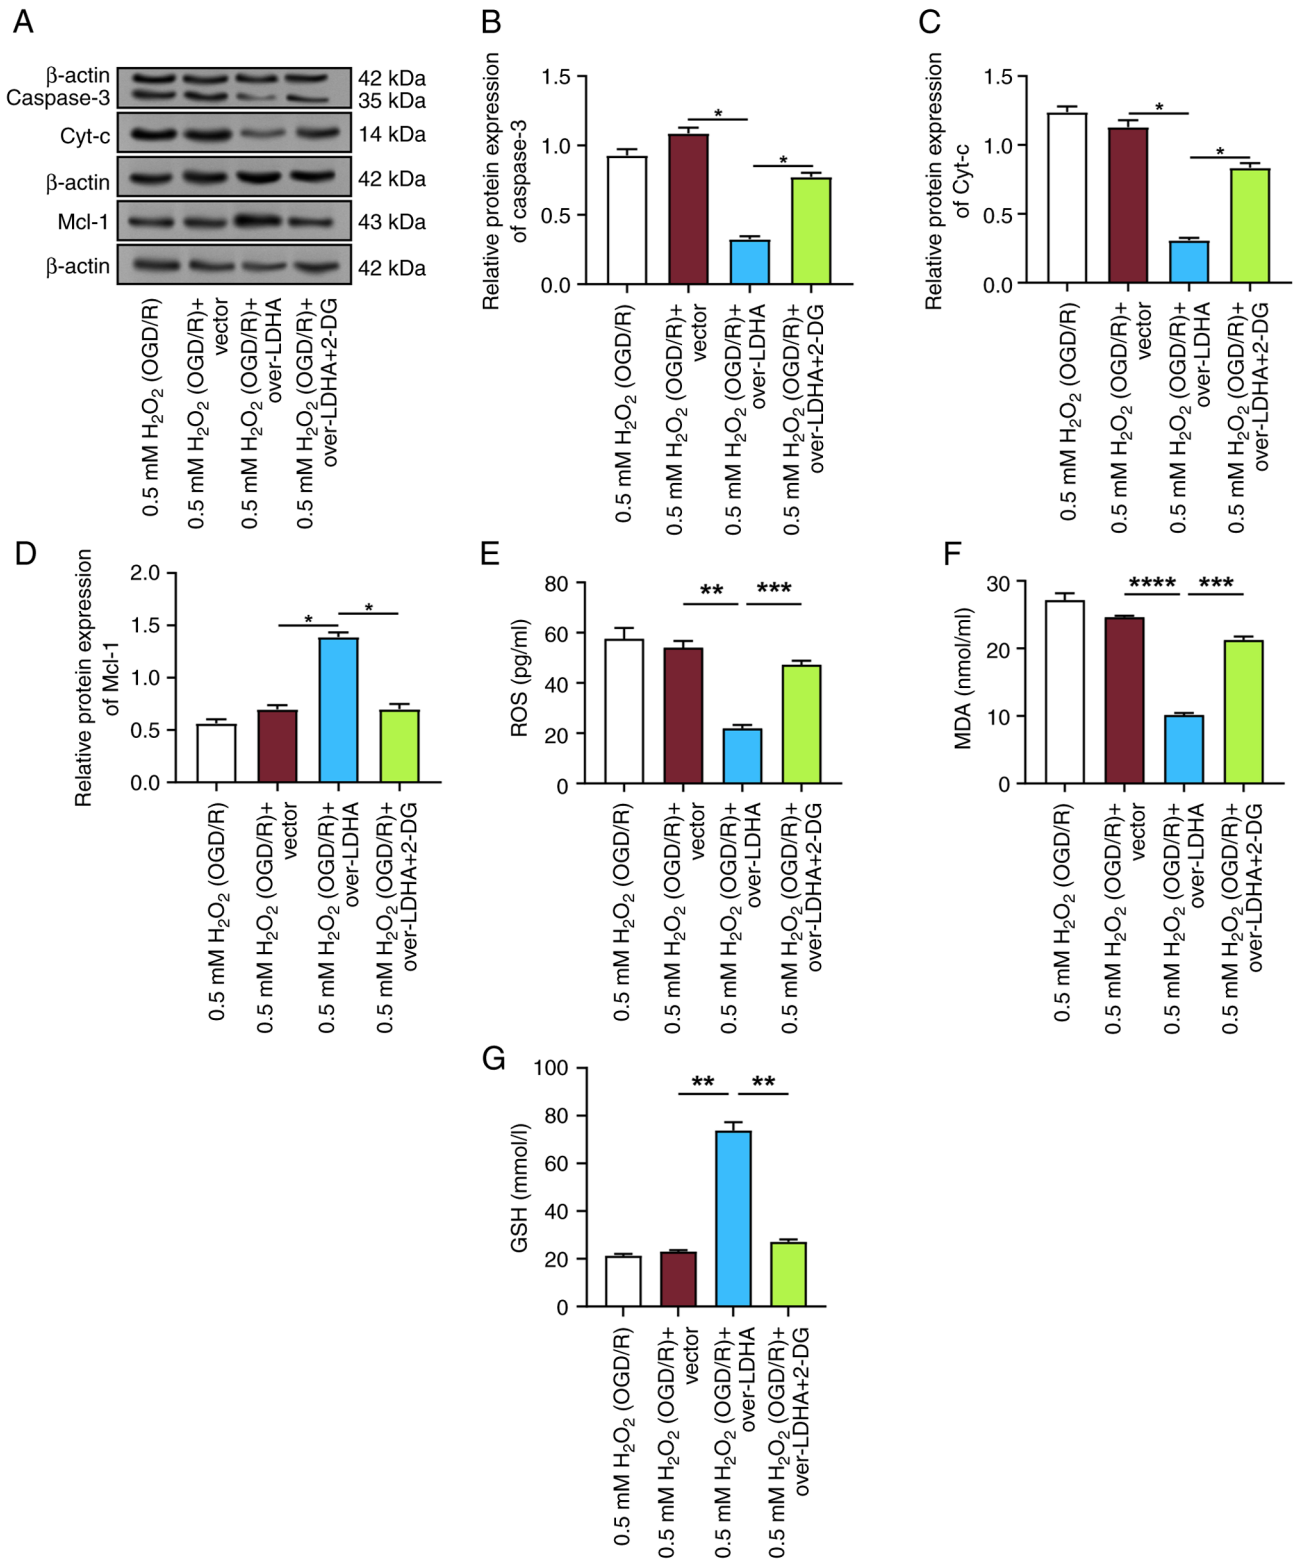 A
β-actin
42 kDa
Caspase-3
35 kDa
Cyt-c
14 kDa
β-actin
42 kDa
Mcl-1
43 kDa
β-actin
42 kDa
0.5 mM H₂O₂ (OGD/R)
0.5 mM H₂O₂ (OGD/R)+
vector
0.5 mM H₂O₂ (OGD/R)+
over-LDHA
0.5 mM H₂O₂ (OGD/R)+
over-LDHA+2-DG
B
Relative protein expression
of caspase-3
1.5
1.0
0.5
0.0
*
*
0.5 mM H₂O₂ (OGD/R)
0.5 mM H₂O₂ (OGD/R)+
vector
0.5 mM H₂O₂ (OGD/R)+
over-LDHA
0.5 mM H₂O₂ (OGD/R)+
over-LDHA+2-DG
C
Relative protein expression
of Cyt-c
1.5
1.0
0.5
0.0
*
*
0.5 mM H₂O₂ (OGD/R)
0.5 mM H₂O₂ (OGD/R)+
vector
0.5 mM H₂O₂ (OGD/R)+
over-LDHA
0.5 mM H₂O₂ (OGD/R)+
over-LDHA+2-DG
D
Relative protein expression
of Mcl-1
2.0
1.5
1.0
0.5
0.0
*
*
0.5 mM H₂O₂ (OGD/R)
0.5 mM H₂O₂ (OGD/R)+
vector
0.5 mM H₂O₂ (OGD/R)+
over-LDHA
0.5 mM H₂O₂ (OGD/R)+
over-LDHA+2-DG
E
ROS (pg/ml)
80
60
40
20
0
**
***
0.5 mM H₂O₂ (OGD/R)
0.5 mM H₂O₂ (OGD/R)+
vector
0.5 mM H₂O₂ (OGD/R)+
over-LDHA
0.5 mM H₂O₂ (OGD/R)+
over-LDHA+2-DG
F
MDA (nmol/ml)
30
20
10
0
****
***
0.5 mM H₂O₂ (OGD/R)
0.5 mM H₂O₂ (OGD/R)+
vector
0.5 mM H₂O₂ (OGD/R)+
over-LDHA
0.5 mM H₂O₂ (OGD/R)+
over-LDHA+2-DG
G
GSH (mmol/l)
100
80
60
40
20
0
**
**
0.5 mM H₂O₂ (OGD/R)
0.5 mM H₂O₂ (OGD/R)+
vector
0.5 mM H₂O₂ (OGD/R)+
over-LDHA
0.5 mM H₂O₂ (OGD/R)+
over-LDHA+2-DG